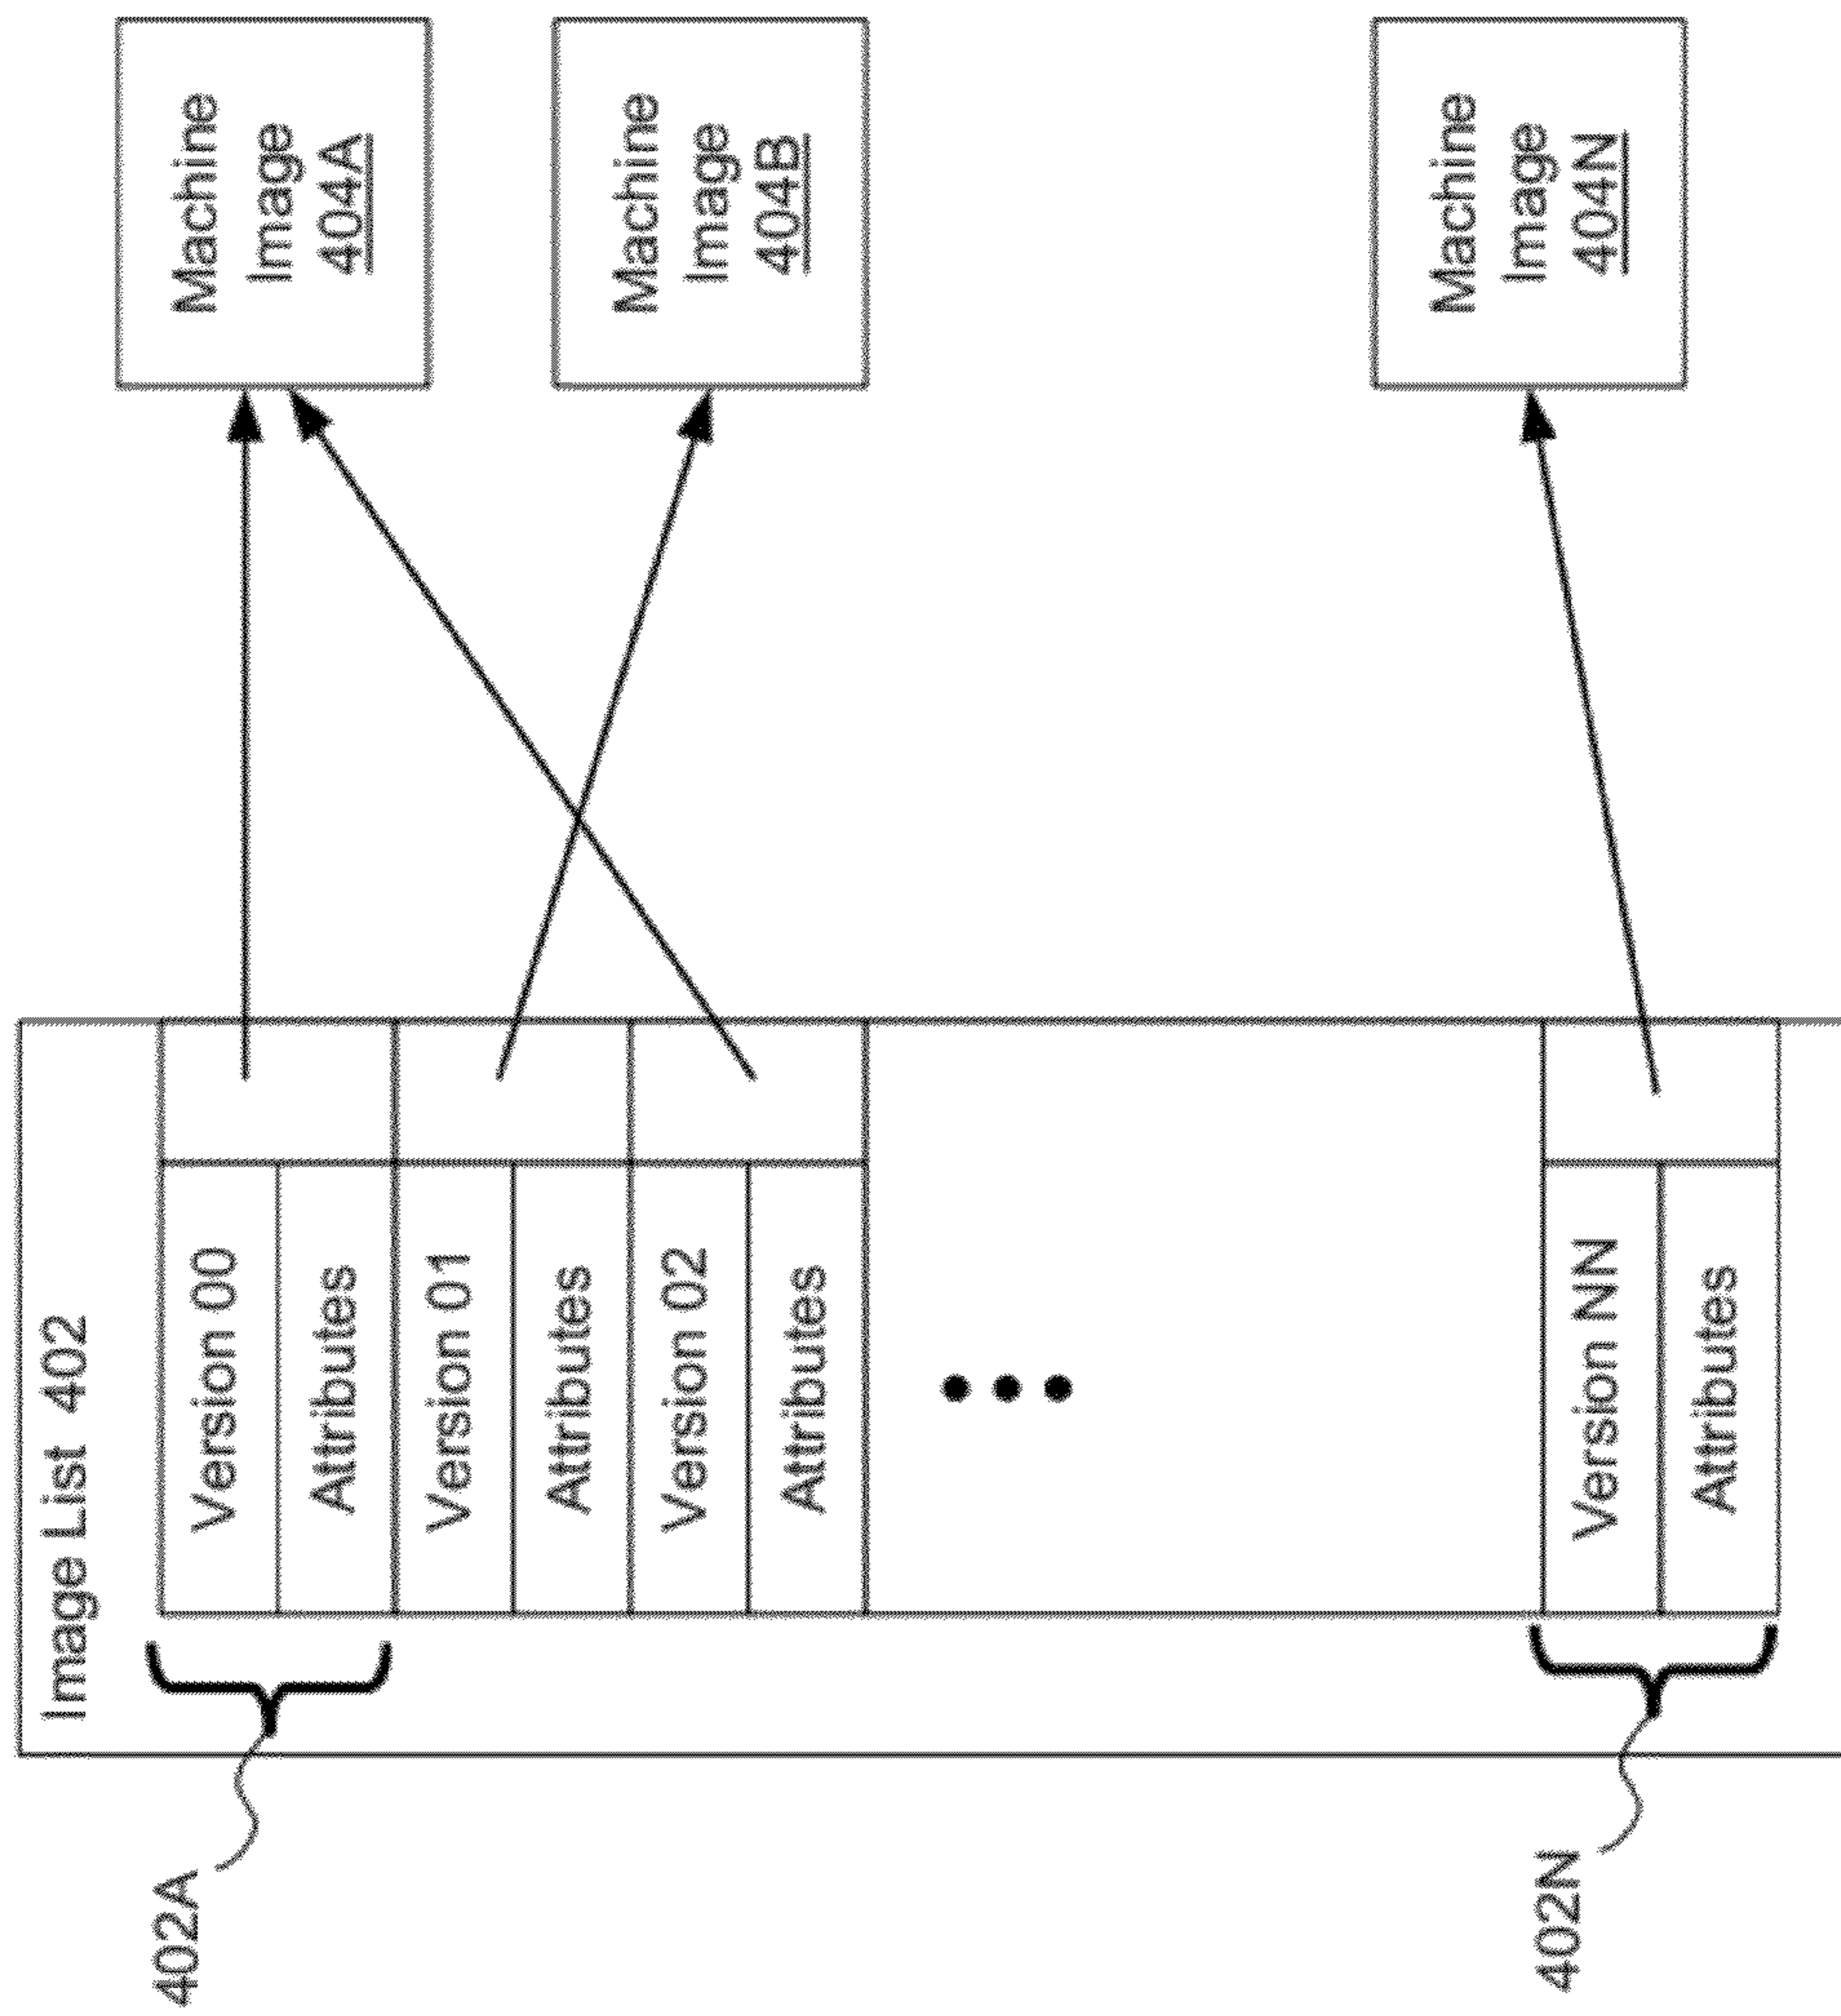 Image List 402
402A
Version 00
Attributes
Version 01
Attributes
Version 02
Attributes
402N
Version NN
Attributes
Machine
Image
404A
Machine
Image
404B
Machine
Image
404N